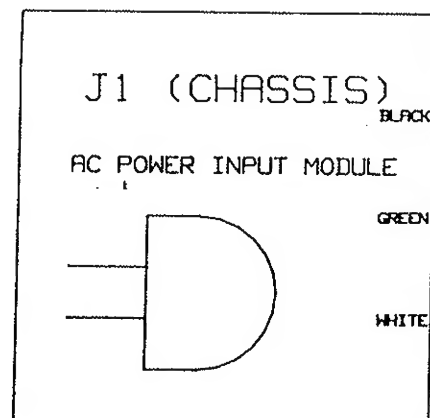 J1 (CHASSIS)
BLACK
AC POWER INPUT MODULE
GREEN
WHITE